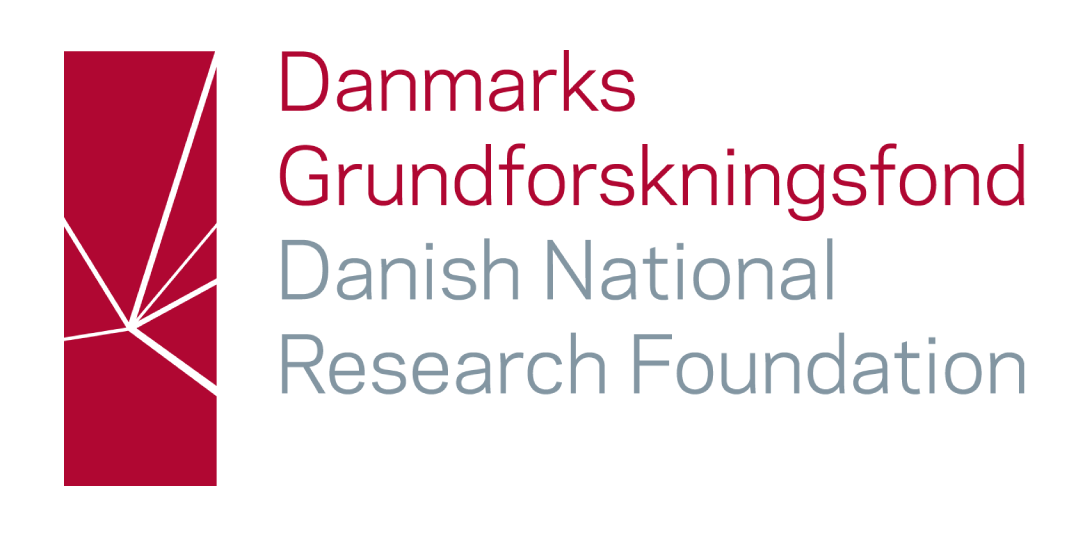 Danmarks
Grundforskningsfond
Danish National
Research Foundation